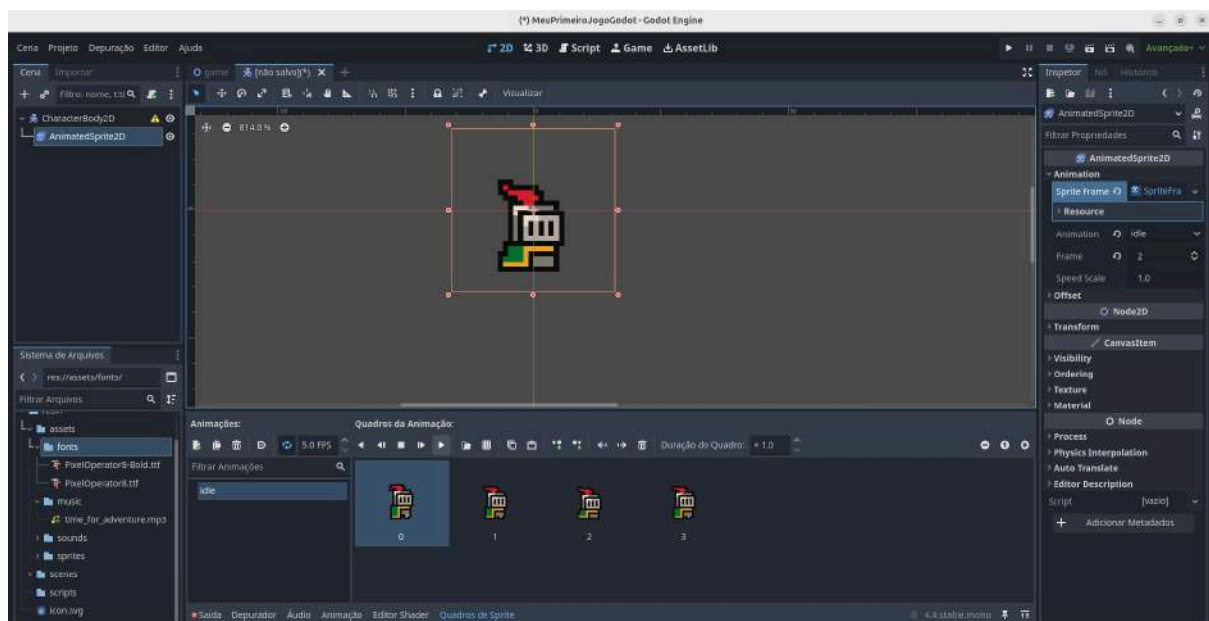 (*) MeuPrimeiroJogoGodot - Godot Engine
Cena Projeto Depuração Editor Ajuda
2D 3D Script Game AssetLib
Avançado+
Cena Importar
Filtro: nome, t:ti
CharacterBody2D
AnimatedSprite2D
game [não salvo](*)
Visualizar
814.0 %
Sistema de Arquivos
res://assets/fonts/
Filtrar Arquivos
assets
fonts
PixelOperator8-Bold.ttf
PixelOperator8.ttf
music
time_for_adventure.mp3
sounds
sprites
scenes
scripts
icon.svg
Animações:
5.0 FPS
Filtrar Animações
idle
Quadros da Animação:
Duração do Quadro: × 1.0
0 1 2 3
Saída Depurador Áudio Animação Editor Shader Quadros de Sprite
4.4.stable.mono
Inspetor Nó Histórico
AnimatedSprite2D
Filtrar Propriedades
AnimatedSprite2D
Animation
Sprite Frame SpriteFra
Resource
Animation idle
Frame 2
Speed Scale 1.0
Offset
Node2D
Transform
CanvasItem
Visibility
Ordering
Texture
Material
Node
Process
Physics Interpolation
Auto Translate
Editor Description
Script [vazio]
Adicionar Metadados